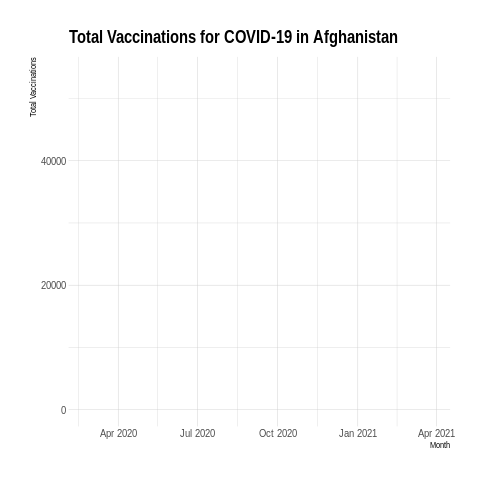 Total Vaccinations for COVID-19 in Afghanistan
Total Vaccinations
40000
20000
0
Apr 2020
Jul 2020
Oct 2020
Jan 2021
Apr 2021
Month